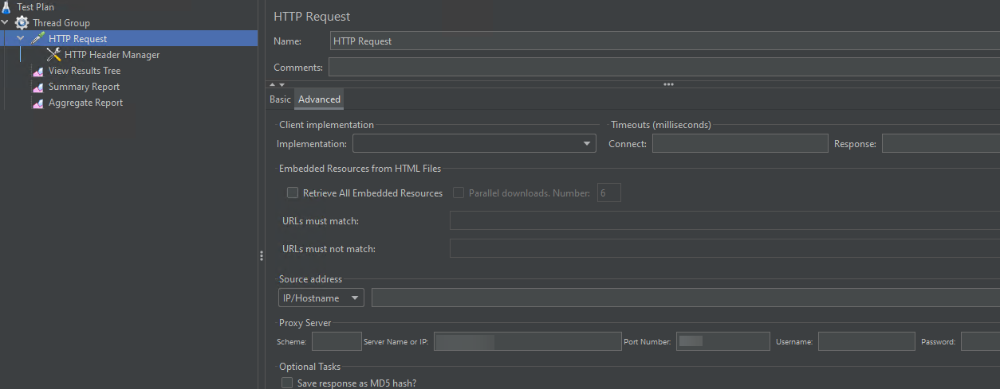 Test Plan
Thread Group
HTTP Request
HTTP Header Manager
View Results Tree
Summary Report
Aggregate Report
HTTP Request
Name: HTTP Request
Comments:
Basic Advanced
Client implementation Timeouts (milliseconds)
Implementation: Connect: Response:
Embedded Resources from HTML Files
Retrieve All Embedded Resources Parallel downloads. Number: 6
URLs must match:
URLs must not match:
Source address
IP/Hostname
Proxy Server
Scheme: Server Name or IP: Port Number: Username: Password:
Optional Tasks
Save response as MD5 hash?